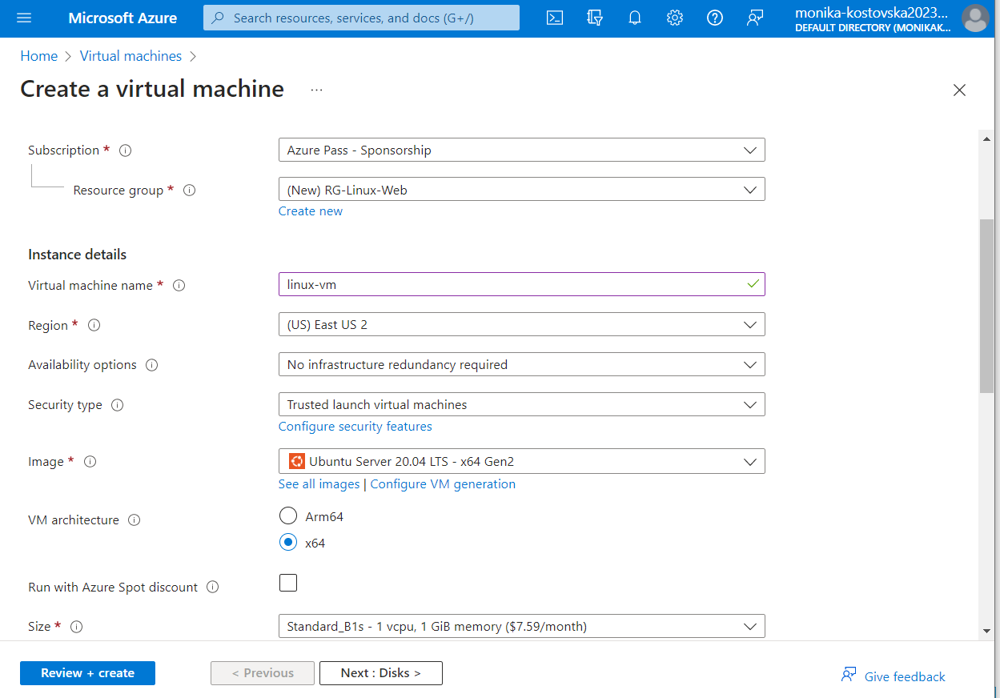 Microsoft Azure
Search resources, services, and docs (G+/)
monika-kostovska2023...
DEFAULT DIRECTORY (MONIKAK...
Home > Virtual machines >
Create a virtual machine ...
Subscription * Azure Pass - Sponsorship
Resource group * (New) RG-Linux-Web
Create new
Instance details
Virtual machine name * linux-vm
Region * (US) East US 2
Availability options No infrastructure redundancy required
Security type Trusted launch virtual machines
Configure security features
Image * Ubuntu Server 20.04 LTS - x64 Gen2
See all images | Configure VM generation
VM architecture Arm64
x64
Run with Azure Spot discount
Size * Standard_B1s - 1 vcpu, 1 GiB memory ($7.59/month)
Review + create < Previous Next : Disks > Give feedback